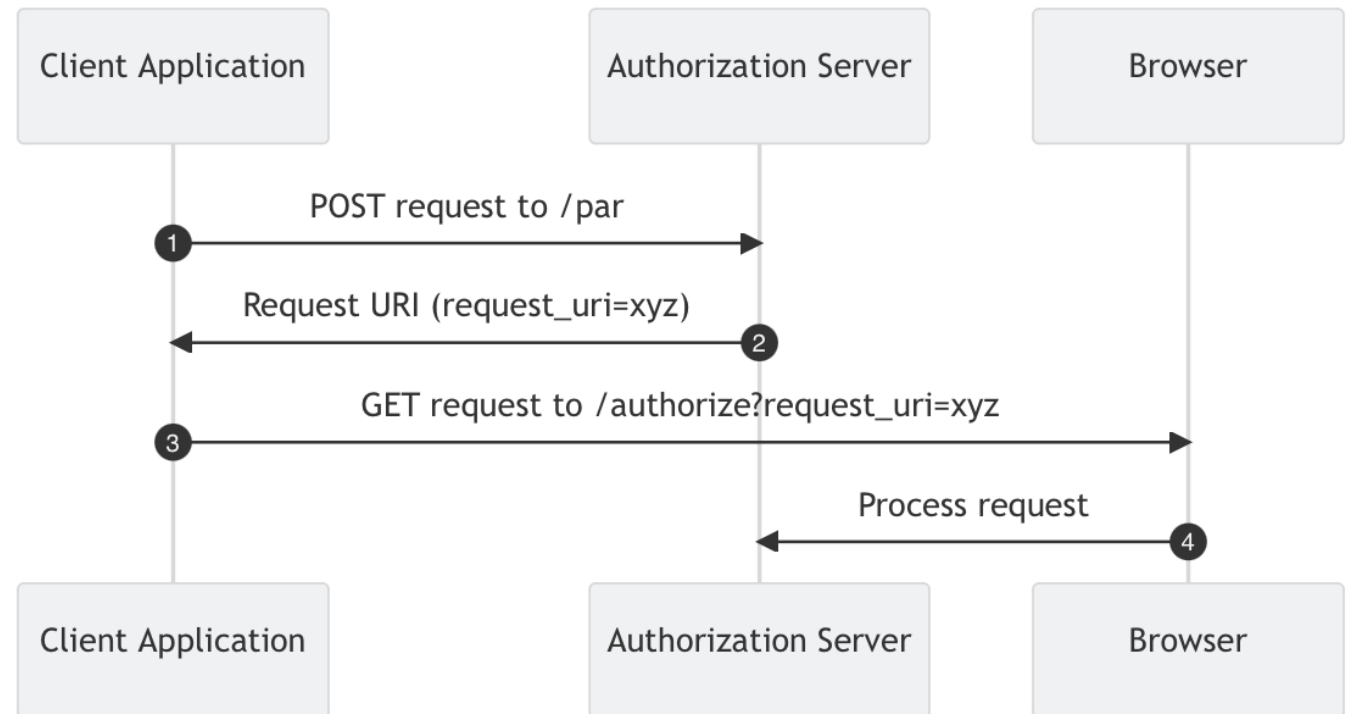 Client Application
Authorization Server
Browser
POST request to /par
1
Request URI (request_uri=xyz)
2
GET request to /authorize?request_uri=xyz
3
Process request
4
Client Application
Authorization Server
Browser